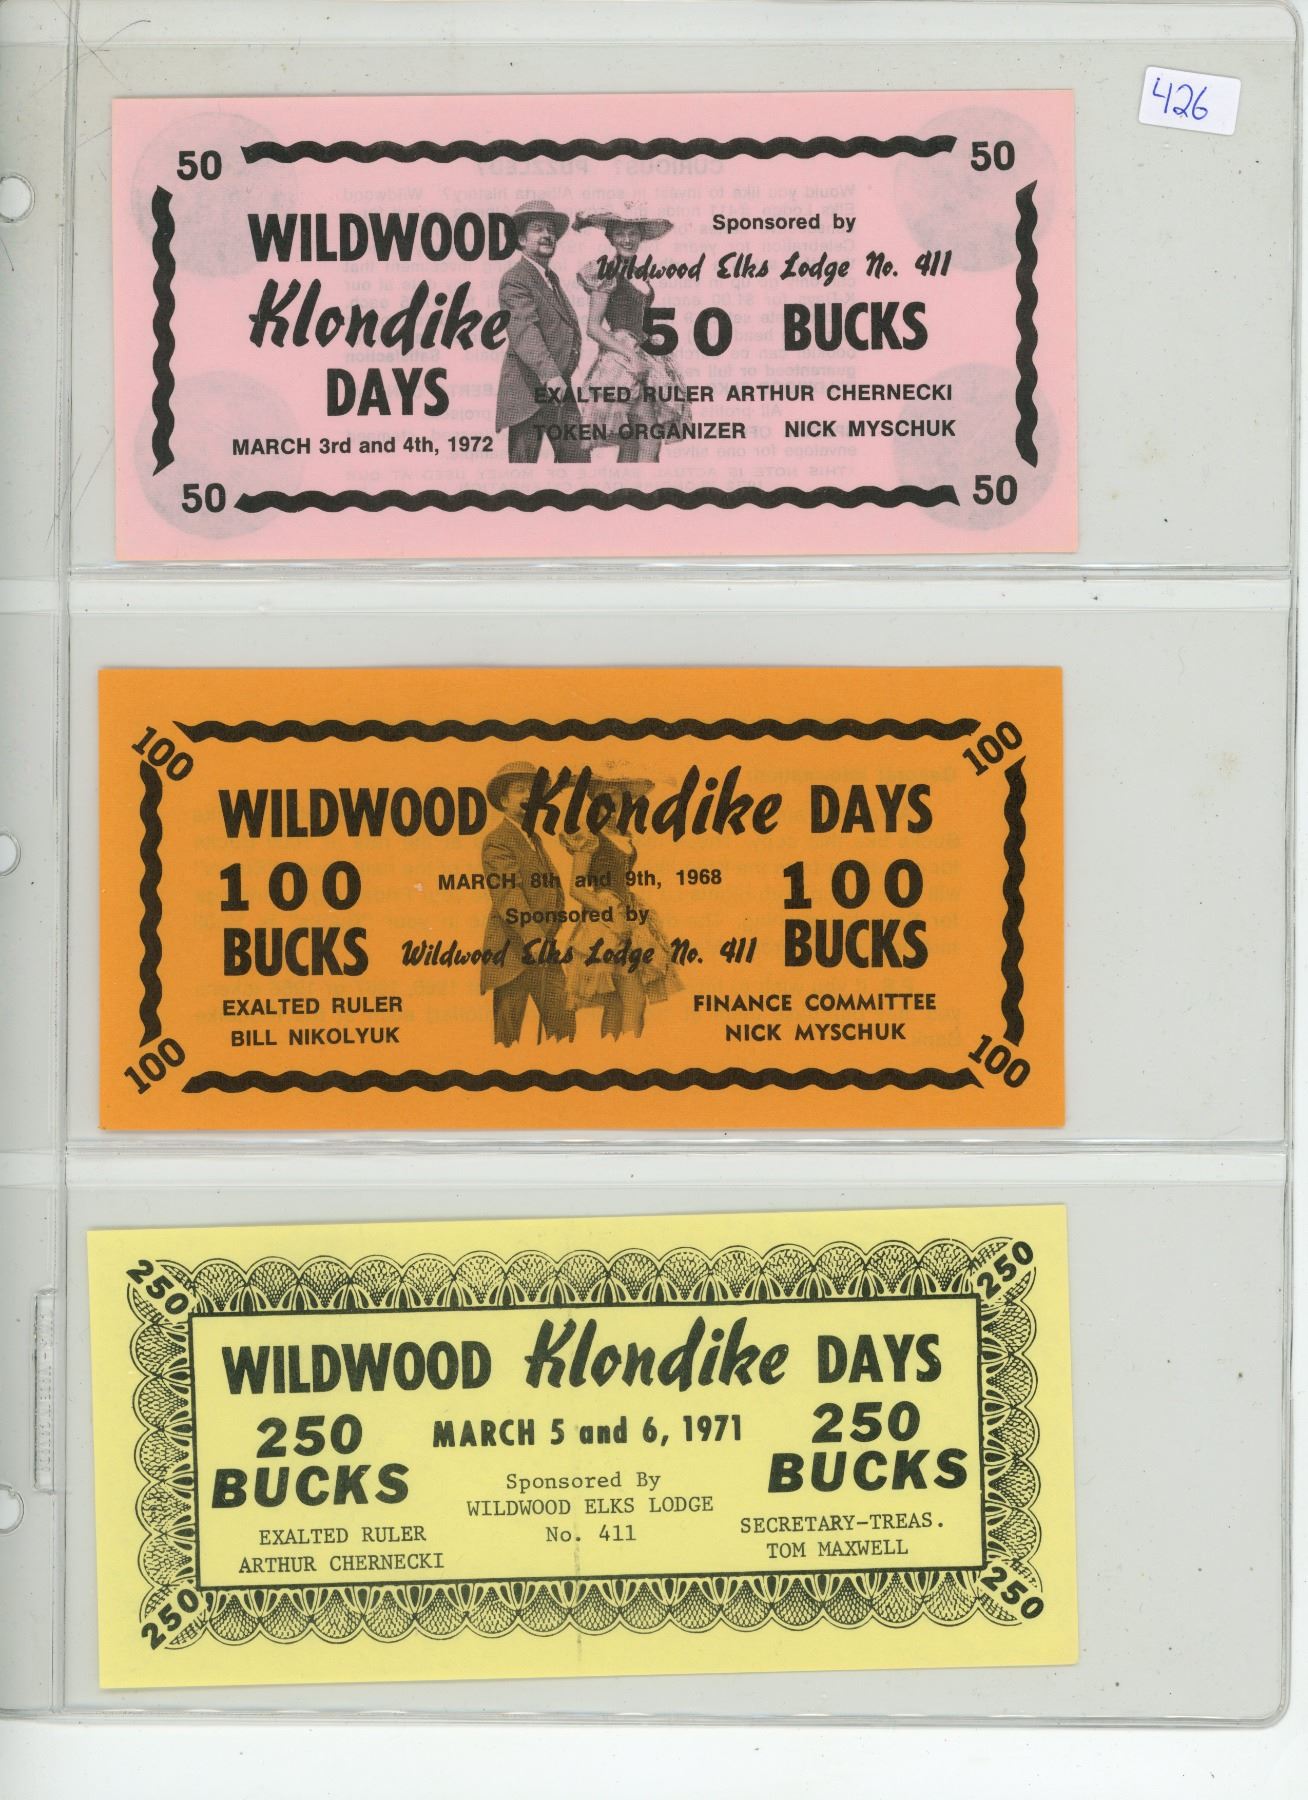 426
50
50
WILDWOOD
Klondike
DAYS
MARCH 3rd and 4th, 1972
Sponsored by
Wildwood Elks Lodge No. 411
50 BUCKS
EXALTED RULER ARTHUR CHERNECKI
TOKEN ORGANIZER NICK MYSCHUK
50
50
100
100
WILDWOOD Klondike DAYS
100
BUCKS
MARCH 8th and 9th, 1968
Sponsored by
Wildwood Elks Lodge No. 411
100
BUCKS
EXALTED RULER
BILL NIKOLYUK
FINANCE COMMITTEE
NICK MYSCHUK
100
100
250
250
WILDWOOD Klondike DAYS
250
BUCKS
MARCH 5 and 6, 1971
Sponsored By
WILDWOOD ELKS LODGE
No. 411
250
BUCKS
EXALTED RULER
ARTHUR CHERNECKI
SECRETARY-TREAS.
TOM MAXWELL
250
250